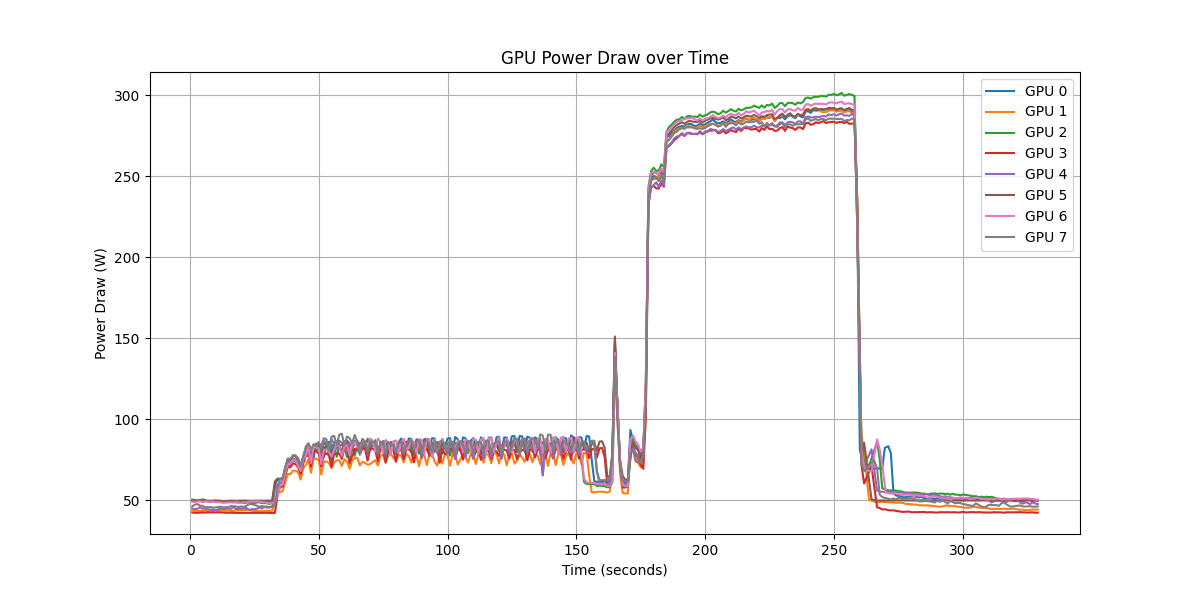 GPU Power Draw over Time
Power Draw (W)
300
250
200
150
100
50
GPU 0
GPU 1
GPU 2
GPU 3
GPU 4
GPU 5
GPU 6
GPU 7
0 50 100 150 200 250 300
Time (seconds)